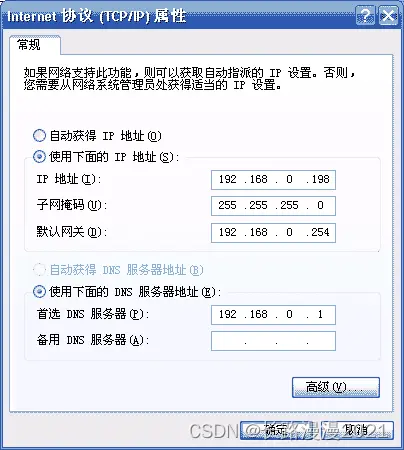 Internet 协议 (TCP/IP) 属性
常规
如果网络支持此功能，则可以获取自动指派的 IP 设置。否则，
您需要从网络系统管理员处获得适当的 IP 设置。
自动获得 IP 地址(O)
使用下面的 IP 地址(S):
IP 地址(I): 192 .168 . 0 .198
子网掩码(U): 255 .255 .255 . 0
默认网关(D): 192 .168 . 0 .254
自动获得 DNS 服务器地址(B)
使用下面的 DNS 服务器地址(E):
首选 DNS 服务器(P): 192 .168 . 0 . 1
备用 DNS 服务器(A): . . .
高级(V)...
确定 取消